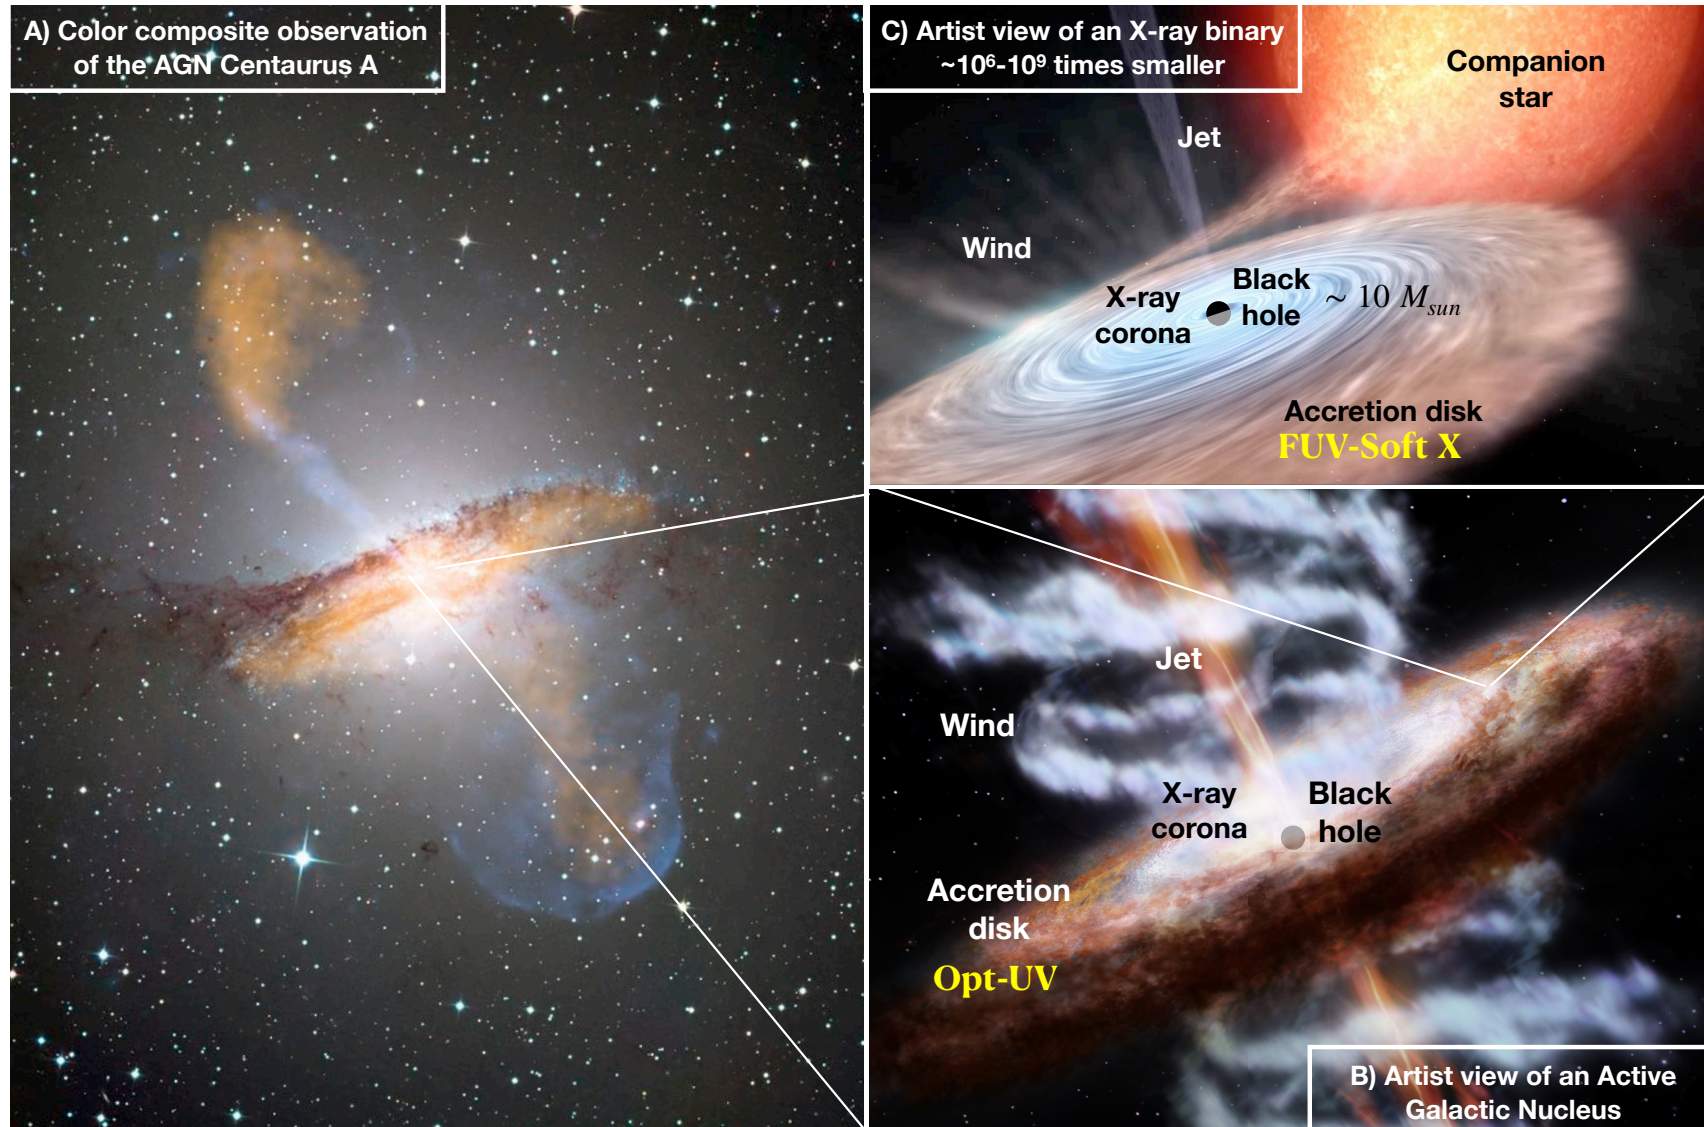 A) Color composite observation
of the AGN Centaurus A
C) Artist view of an X-ray binary
~10⁶-10⁹ times smaller
Companion
star
Jet
Wind
X-ray
corona
Black
hole
~ 10 M_sun
Accretion disk
FUV-Soft X
Jet
Wind
X-ray
corona
Black
hole
Accretion
disk
Opt-UV
B) Artist view of an Active
Galactic Nucleus